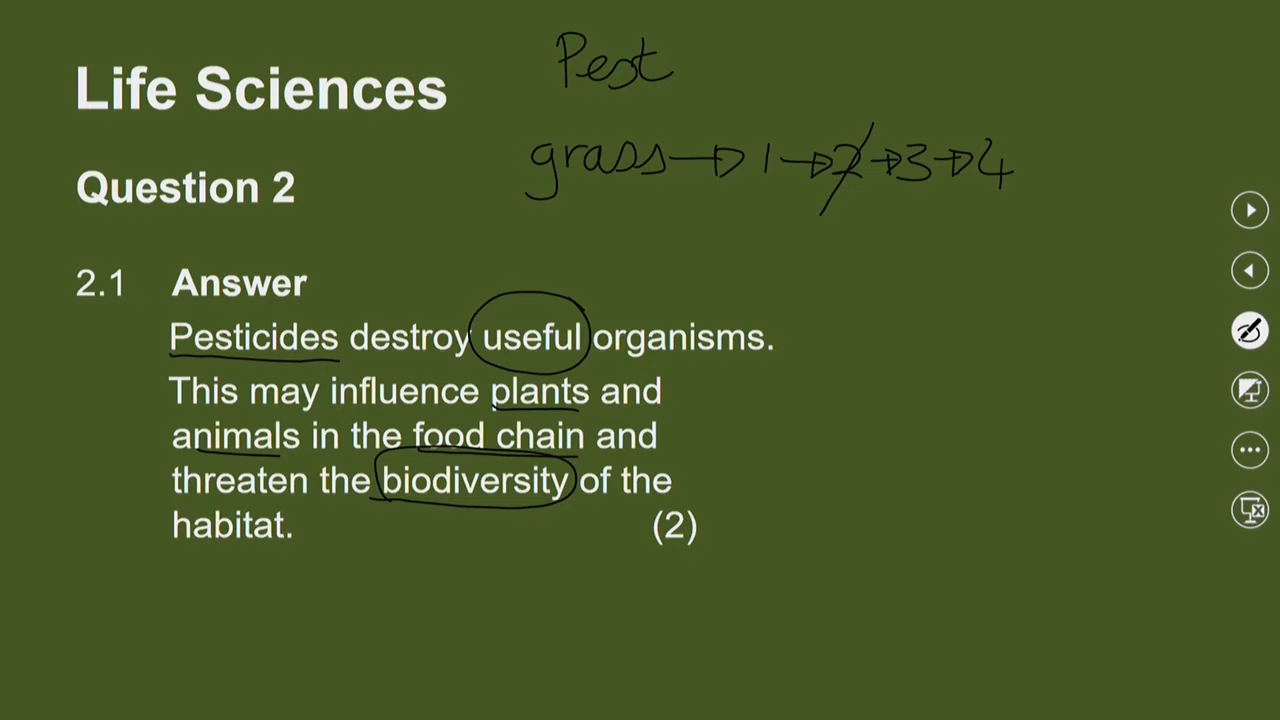 Life Sciences
Pest
grass → 1 → 2 → 3 → 4
Question 2
2.1 Answer
Pesticides destroy useful organisms.
This may influence plants and
animals in the food chain and
threaten the biodiversity of the
habitat. (2)